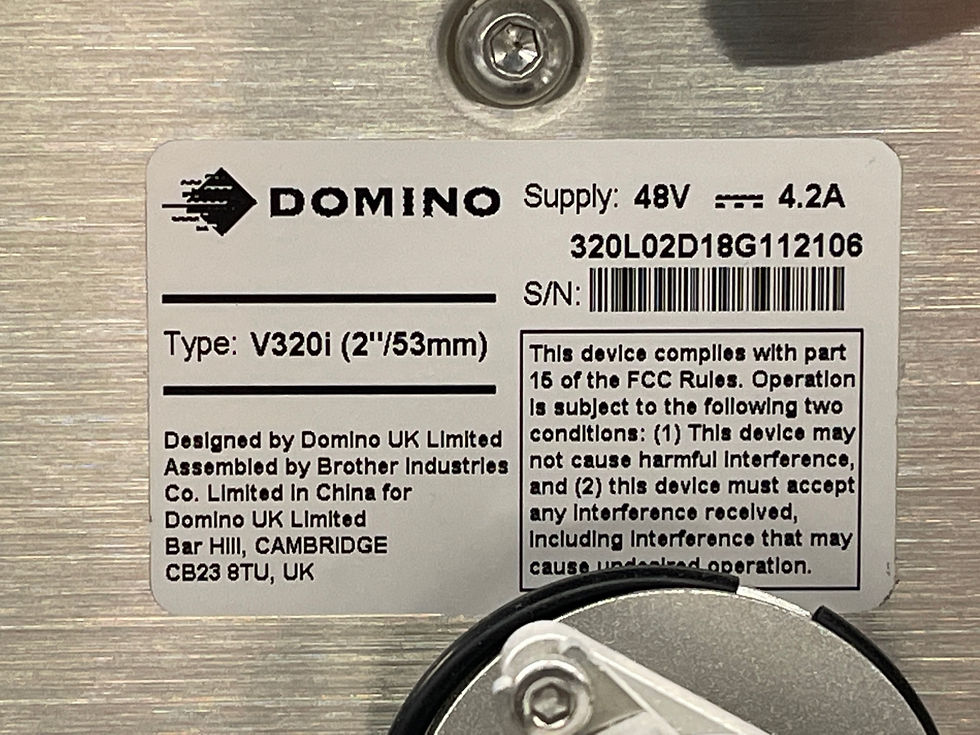 DOMINO
Supply: 48V 4.2A
320L02D18G112106
S/N:
Type: V320i (2"/53mm)
Designed by Domino UK Limited
Assembled by Brother Industries
Co. Limited in China for
Domino UK Limited
Bar Hill, CAMBRIDGE
CB23 8TU, UK
This device complies with part
15 of the FCC Rules. Operation
is subject to the following two
conditions: (1) This device may
not cause harmful interference,
and (2) this device must accept
any interference received,
including interference that may
cause undesired operation.